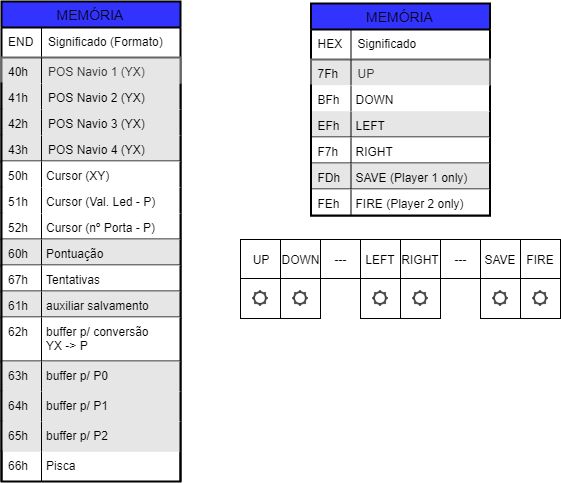 MEMÓRIA
END Significado (Formato)
40h POS Navio 1 (YX)
41h POS Navio 2 (YX)
42h POS Navio 3 (YX)
43h POS Navio 4 (YX)
50h Cursor (XY)
51h Cursor (Val. Led - P)
52h Cursor (nº Porta - P)
60h Pontuação
67h Tentativas
61h auxiliar salvamento
62h buffer p/ conversão
YX -> P
63h buffer p/ P0
64h buffer p/ P1
65h buffer p/ P2
66h Pisca
MEMÓRIA
HEX Significado
7Fh UP
BFh DOWN
EFh LEFT
F7h RIGHT
FDh SAVE (Player 1 only)
FEh FIRE (Player 2 only)
UP DOWN --- LEFT RIGHT --- SAVE FIRE